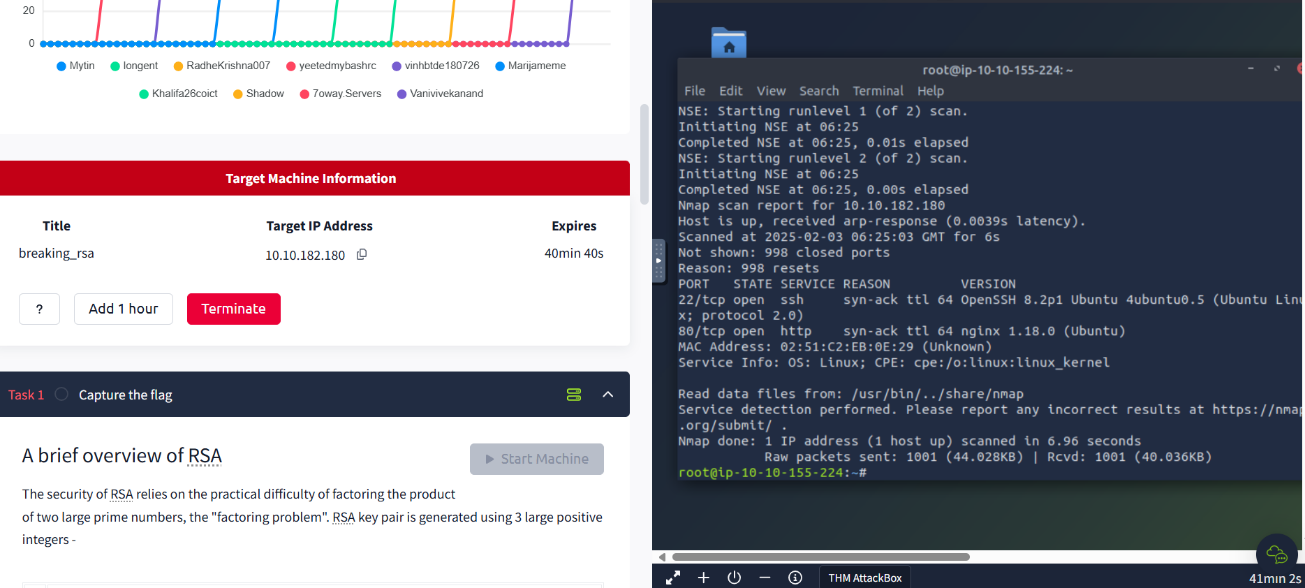 20
0
Mytin
longent
RadheKrishna007
yeetedmybashrc
vinhbtde180726
Marijameme
Khalifa26coict
Shadow
7oway.Servers
Vanivivekanand
Target Machine Information
Title
Target IP Address
Expires
breaking_rsa
10.10.182.180
40min 40s
?
Add 1 hour
Terminate
Task 1
Capture the flag
A brief overview of RSA
Start Machine
The security of RSA relies on the practical difficulty of factoring the product
of two large prime numbers, the "factoring problem". RSA key pair is generated using 3 large positive
integers -
root@ip-10-10-155-224: ~
File Edit View Search Terminal Help
NSE: Starting runlevel 1 (of 2) scan.
Initiating NSE at 06:25
Completed NSE at 06:25, 0.01s elapsed
NSE: Starting runlevel 2 (of 2) scan.
Initiating NSE at 06:25
Completed NSE at 06:25, 0.00s elapsed
Nmap scan report for 10.10.182.180
Host is up, received arp-response (0.0039s latency).
Scanned at 2025-02-03 06:25:03 GMT for 6s
Not shown: 998 closed ports
Reason: 998 resets
PORT STATE SERVICE REASON VERSION
22/tcp open ssh syn-ack ttl 64 OpenSSH 8.2p1 Ubuntu 4ubuntu0.5 (Ubuntu Linu
x; protocol 2.0)
80/tcp open http syn-ack ttl 64 nginx 1.18.0 (Ubuntu)
MAC Address: 02:51:C2:EB:0E:29 (Unknown)
Service Info: OS: Linux; CPE: cpe:/o:linux:linux_kernel
Read data files from: /usr/bin/../share/nmap
Service detection performed. Please report any incorrect results at https://nmap
.org/submit/ .
Nmap done: 1 IP address (1 host up) scanned in 6.96 seconds
Raw packets sent: 1001 (44.028KB) | Rcvd: 1001 (40.036KB)
root@ip-10-10-155-224:~#
THM AttackBox
41min 2s